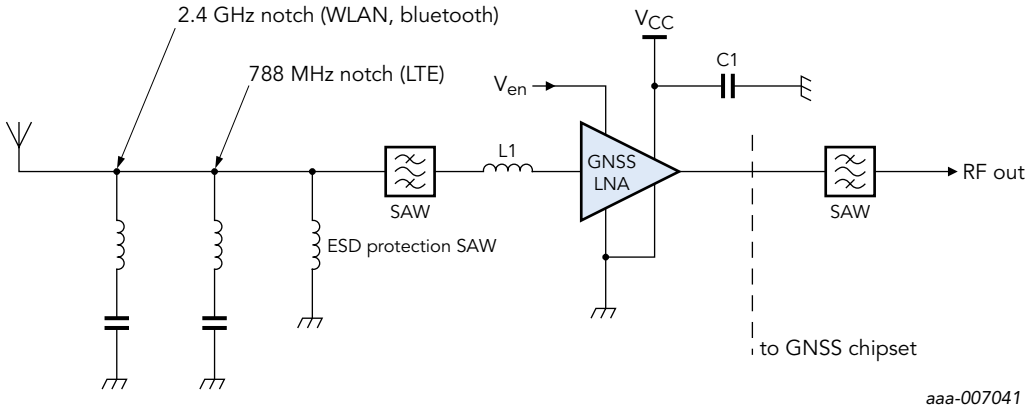 2.4 GHz notch (WLAN, bluetooth)
788 MHz notch (LTE)
VCC
C1
Ven
L1
GNSS
LNA
SAW
ESD protection SAW
SAW
RF out
to GNSS chipset
aaa-007041